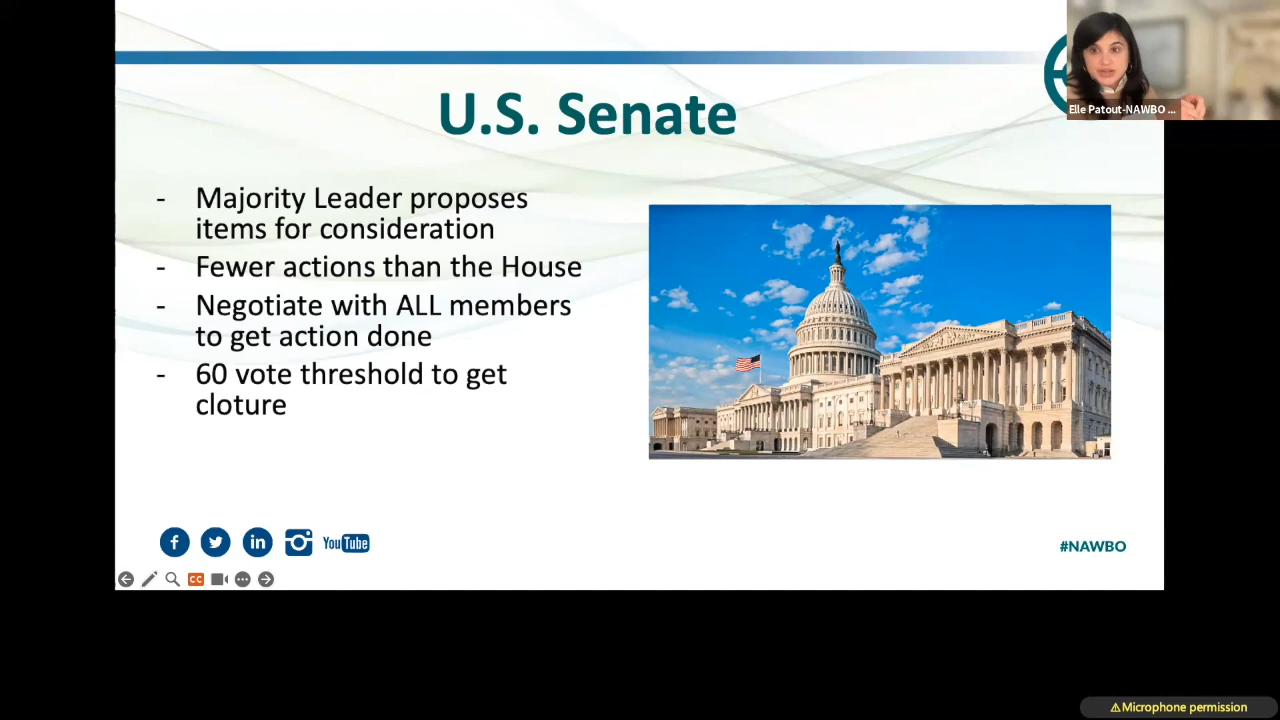 U.S. Senate
Elle Patout-NAWBO ...
- Majority Leader proposes
items for consideration
- Fewer actions than the House
- Negotiate with ALL members
to get action done
- 60 vote threshold to get
cloture
f
in
YouTube
#NAWBO
CC
⚠Microphone permission